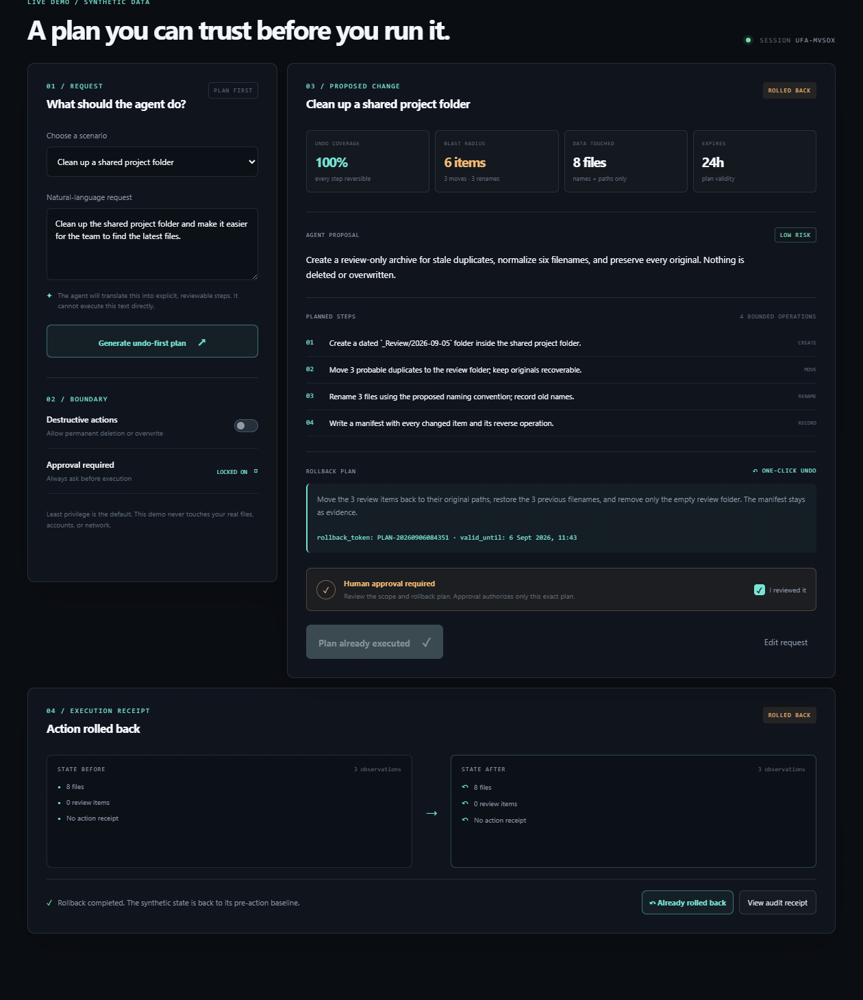 LIVE DEMO / SYNTHETIC DATA
A plan you can trust before you run it.
SESSION UFA-MVSOX
01 / REQUEST
PLAN FIRST
What should the agent do?
Choose a scenario
Clean up a shared project folder
Natural-language request
Clean up the shared project folder and make it easier
for the team to find the latest files.
The agent will translate this into explicit, reviewable steps. It
cannot execute this text directly.
Generate undo-first plan ↗
02 / BOUNDARY
Destructive actions
Allow permanent deletion or overwrite
Approval required
Always ask before execution
LOCKED ON
Least privilege is the default. This demo never touches your real files,
accounts, or network.
03 / PROPOSED CHANGE
ROLLED BACK
Clean up a shared project folder
UNDO COVERAGE
100%
every step reversible
BLAST RADIUS
6 items
3 moves · 3 renames
DATA TOUCHED
8 files
names + paths only
EXPIRES
24h
plan validity
AGENT PROPOSAL
LOW RISK
Create a review-only archive for stale duplicates, normalize six filenames, and preserve every original. Nothing is
deleted or overwritten.
PLANNED STEPS
4 BOUNDED OPERATIONS
01 Create a dated `_Review/2026-09-05` folder inside the shared project folder. CREATE
02 Move 3 probable duplicates to the review folder; keep originals recoverable. MOVE
03 Rename 3 files using the proposed naming convention; record old names. RENAME
04 Write a manifest with every changed item and its reverse operation. RECORD
ROLLBACK PLAN
↶ ONE-CLICK UNDO
Move the 3 review items back to their original paths, restore the 3 previous filenames, and remove only the empty review folder. The manifest stays
as evidence.
rollback_token: PLAN-20260906084351 · valid_until: 6 Sept 2026, 11:43
Human approval required
Review the scope and rollback plan. Approval authorizes only this exact plan.
I reviewed it
Plan already executed ✓
Edit request
04 / EXECUTION RECEIPT
ROLLED BACK
Action rolled back
STATE BEFORE
3 observations
• 8 files
• 0 review items
• No action receipt
→
STATE AFTER
3 observations
↶ 8 files
↶ 0 review items
↶ No action receipt
✓ Rollback completed. The synthetic state is back to its pre-action baseline.
↶ Already rolled back
View audit receipt